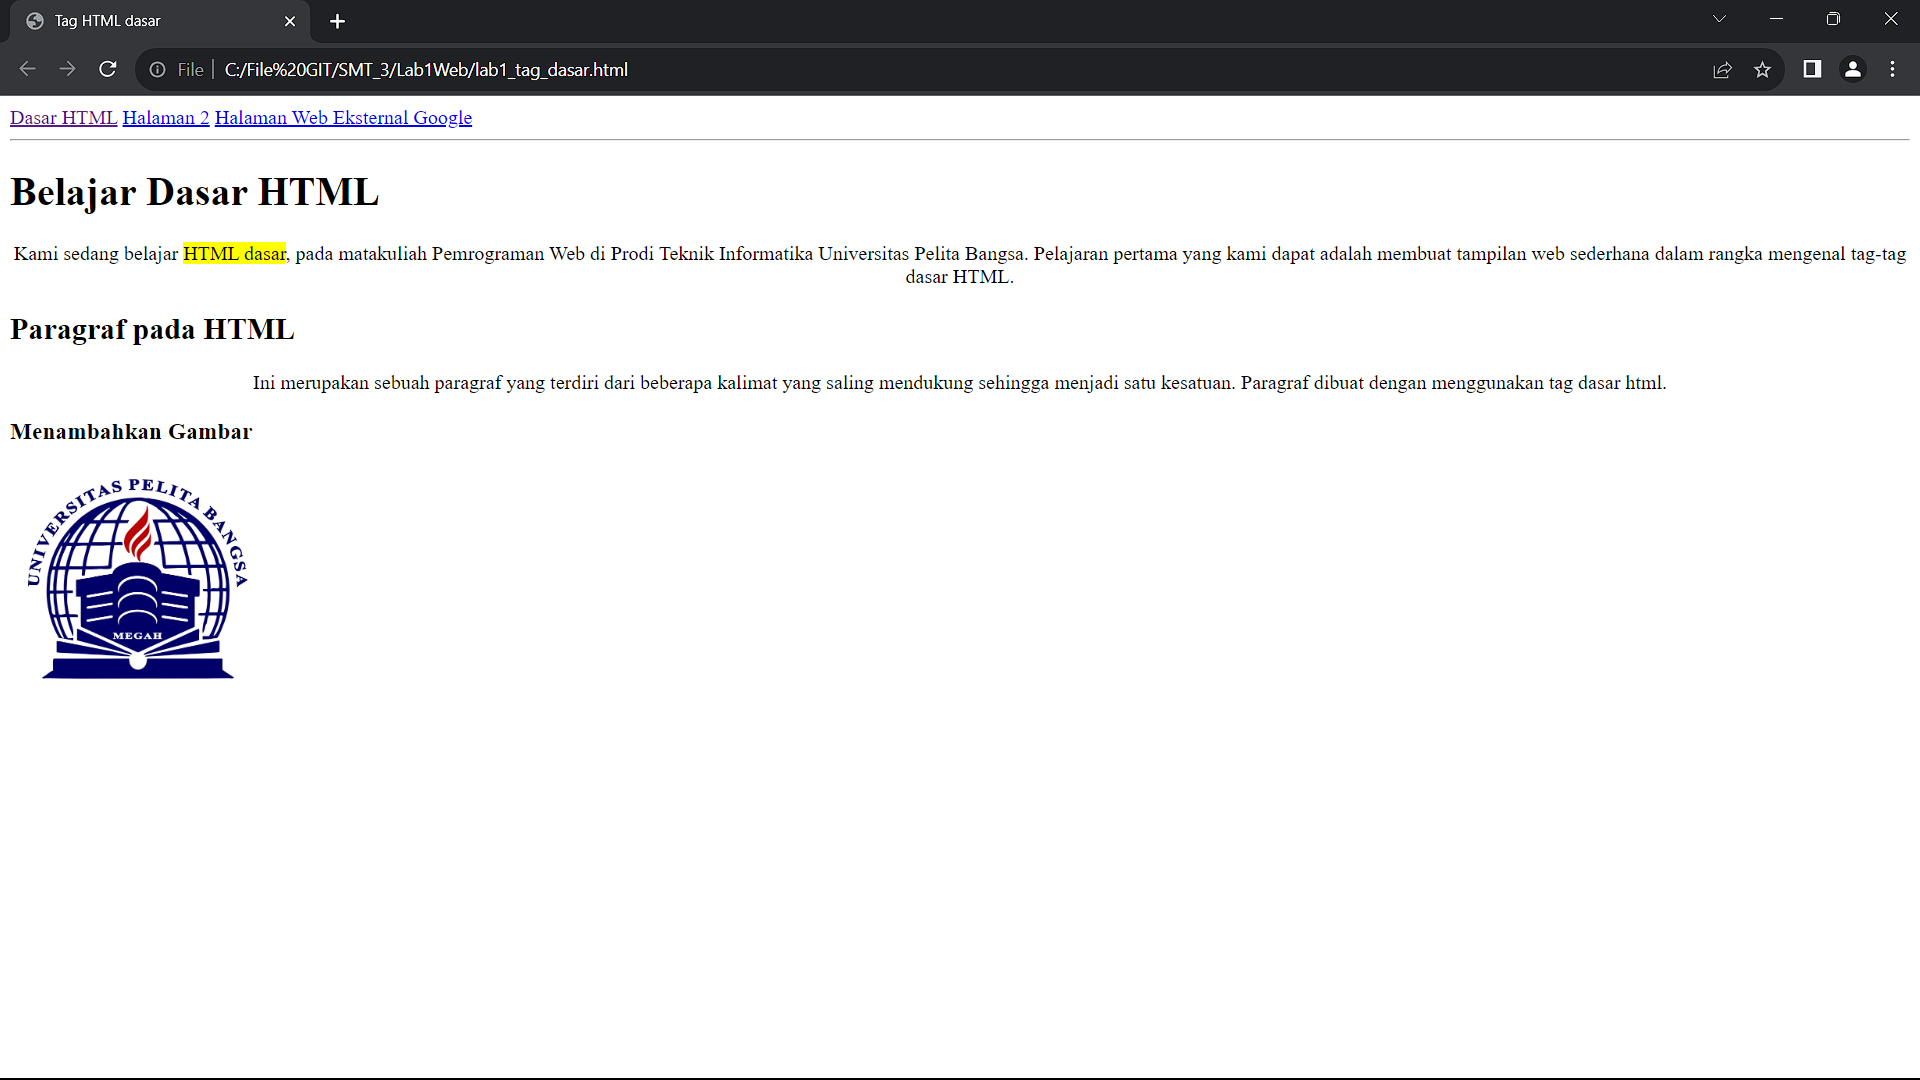 Tag HTML dasar
File C:/File%20GIT/SMT_3/Lab1Web/lab1_tag_dasar.html
Dasar HTML Halaman 2 Halaman Web Eksternal Google
Belajar Dasar HTML
Kami sedang belajar HTML dasar, pada matakuliah Pemrograman Web di Prodi Teknik Informatika Universitas Pelita Bangsa. Pelajaran pertama yang kami dapat adalah membuat tampilan web sederhana dalam rangka mengenal tag-tag
dasar HTML.
Paragraf pada HTML
Ini merupakan sebuah paragraf yang terdiri dari beberapa kalimat yang saling mendukung sehingga menjadi satu kesatuan. Paragraf dibuat dengan menggunakan tag dasar html.
Menambahkan Gambar
UNIVERSITAS PELITA BANGSA
MEGAH